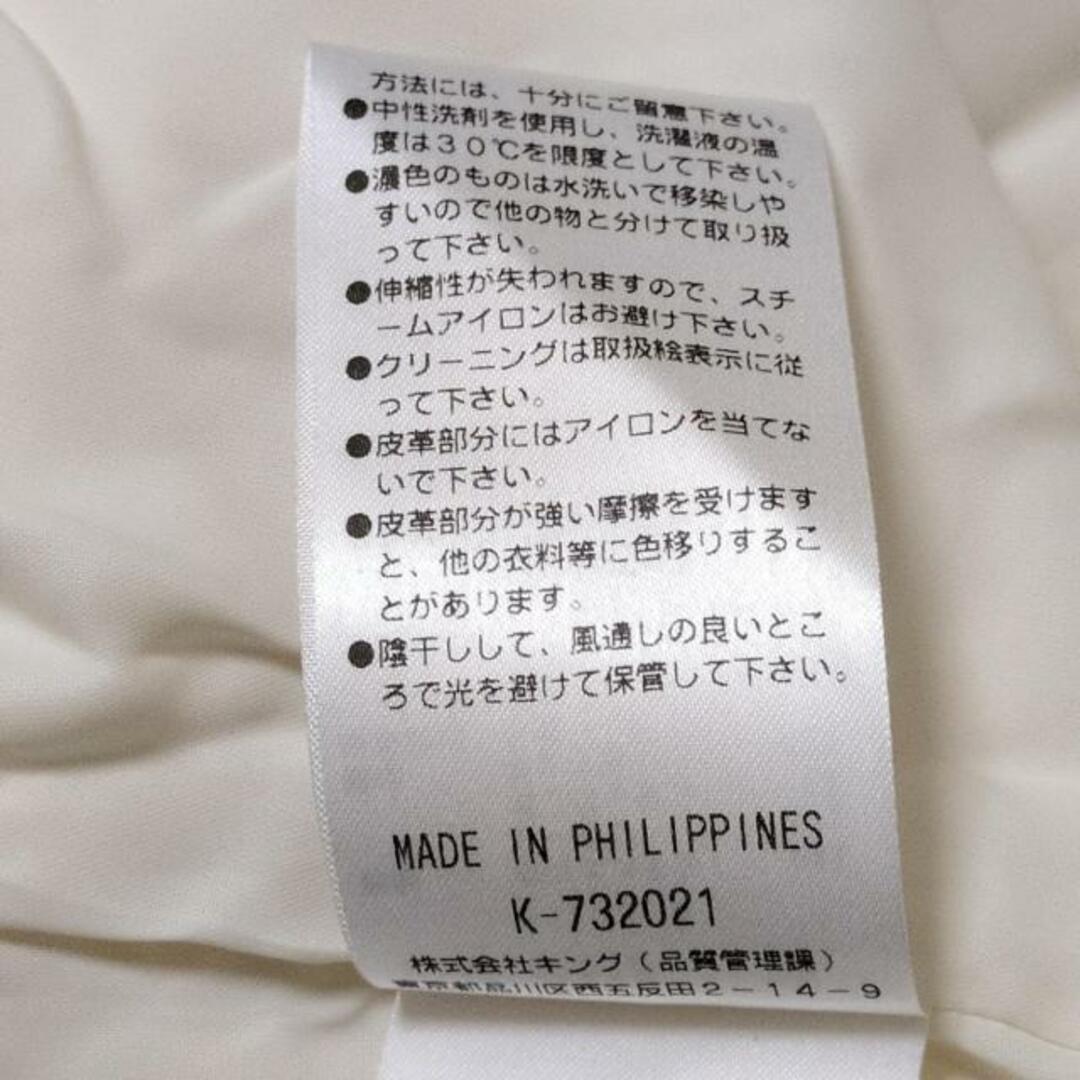 方法には、十分にご留意下さい。
●中性洗剤を使用し、洗濯液の温
度は30℃を限度として下さい。
●濃色のものは水洗いで移染しや
すいので他の物と分けて取り扱
って下さい。
●伸縮性が失われますので、スチ
ームアイロンはお避け下さい。
●クリーニングは取扱絵表示に従
って下さい。
●皮革部分にはアイロンを当てな
いで下さい。
●皮革部分が強い摩擦を受けます
と、他の衣料等に色移りするこ
とがあります。
●陰干しして、風通しの良いとこ
ろで光を避けて保管して下さい。
MADE IN PHILIPPINES
K-732021
株式会社キング(品質管理課)
東京都品川区西五反田2-14-9